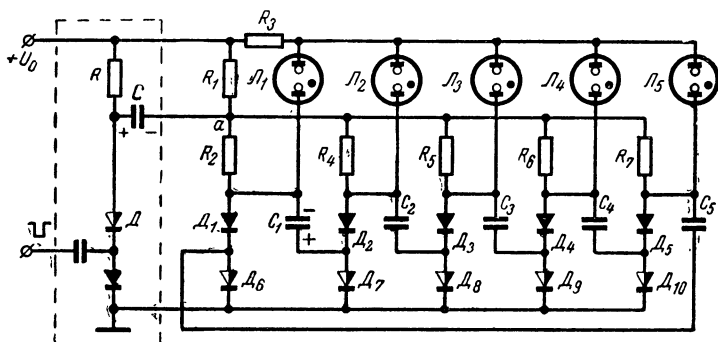 R₃
+U₀
R
R₁
Л₁
Л₂
Л₃
Л₄
Л₅
C
+
−
a
R₂
R₄
R₅
R₆
R₇
Д
Д₁
C₁
−
+
Д₂
C₂
Д₃
C₃
Д₄
C₄
Д₅
C₅
Д₆
Д₇
Д₈
Д₉
Д₁₀